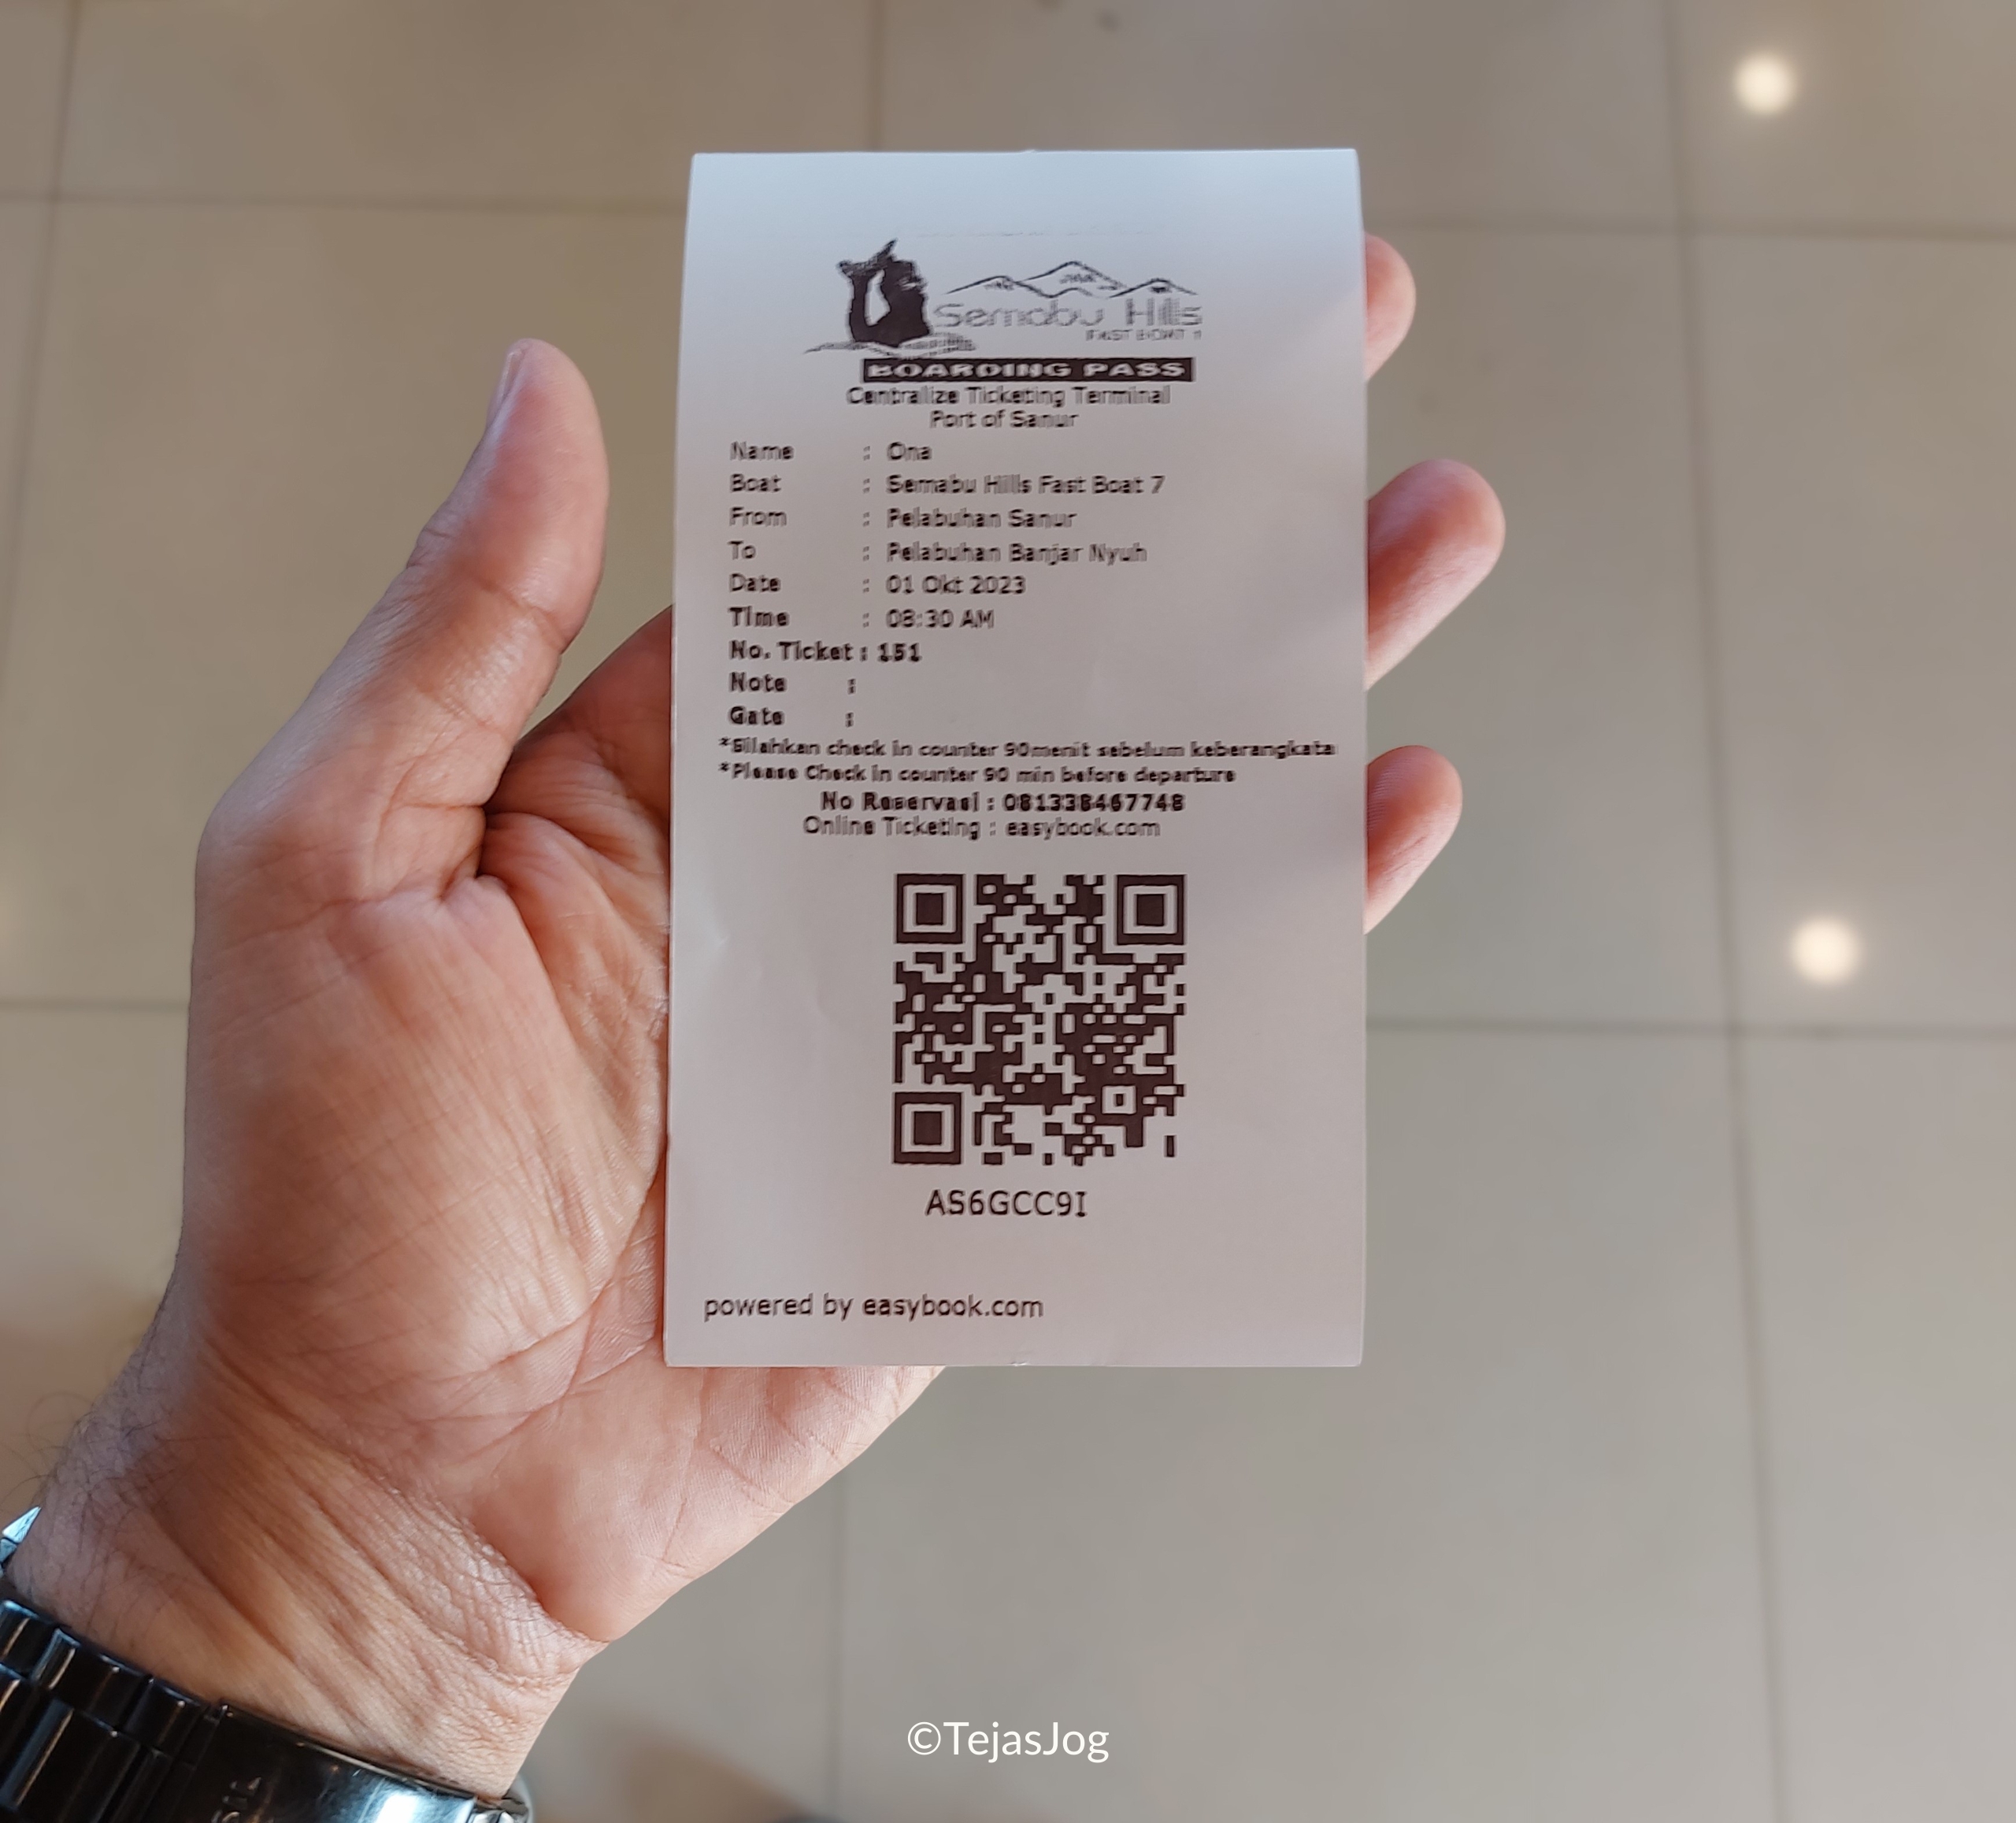 Semabu Hills
FAST BOAT 7
BOARDING PASS
Centralize Ticketing Terminal
Port of Sanur
Name : Ona
Boat : Semabu Hills Fast Boat 7
From : Pelabuhan Sanur
To : Pelabuhan Banjar Nyuh
Date : 01 Okt 2023
Time : 08:30 AM
No. Ticket : 151
Note :
Gate :
*Silahkan check in counter 90menit sebelum keberangkata
*Please Check in counter 90 min before departure
No Reservasi : 081338467748
Online Ticketing : easybook.com
AS6GCC9I
powered by easybook.com
©TejasJog